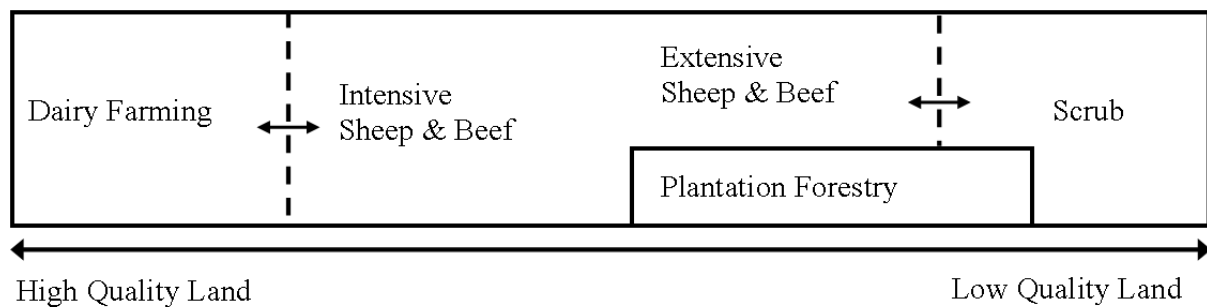 Dairy Farming
Intensive
Sheep & Beef
Extensive
Sheep & Beef
Scrub
Plantation Forestry
High Quality Land
Low Quality Land